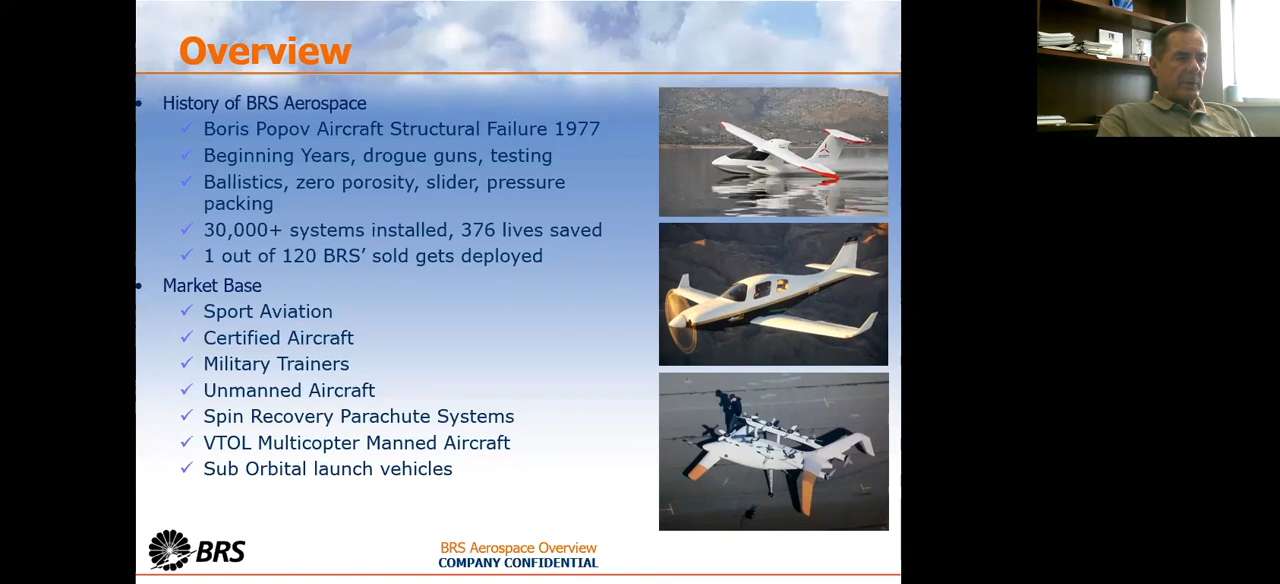 Overview
History of BRS Aerospace
Boris Popov Aircraft Structural Failure 1977
Beginning Years, drogue guns, testing
Ballistics, zero porosity, slider, pressure
packing
30,000+ systems installed, 376 lives saved
1 out of 120 BRS’ sold gets deployed
Market Base
Sport Aviation
Certified Aircraft
Military Trainers
Unmanned Aircraft
Spin Recovery Parachute Systems
VTOL Multicopter Manned Aircraft
Sub Orbital launch vehicles
BRS
BRS Aerospace Overview
COMPANY CONFIDENTIAL